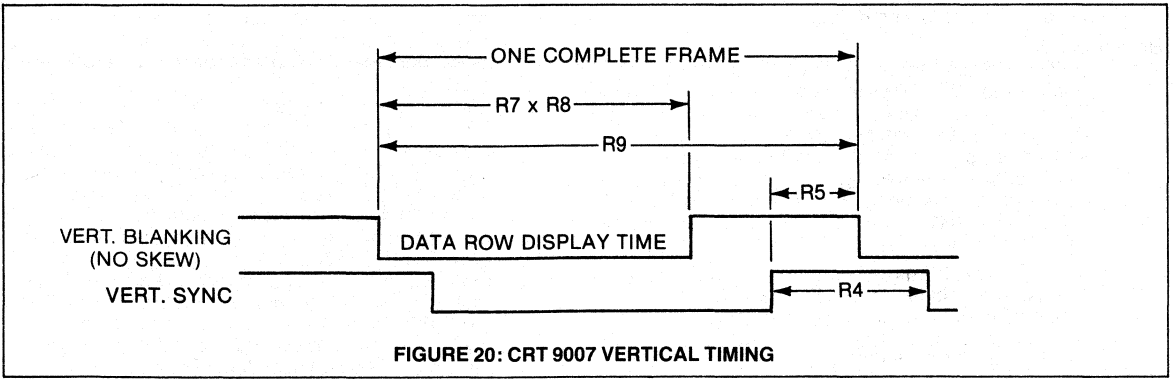 ONE COMPLETE FRAME
R7 x R8
R9
R5
VERT. BLANKING
(NO SKEW)
DATA ROW DISPLAY TIME
VERT. SYNC
R4
FIGURE 20: CRT 9007 VERTICAL TIMING